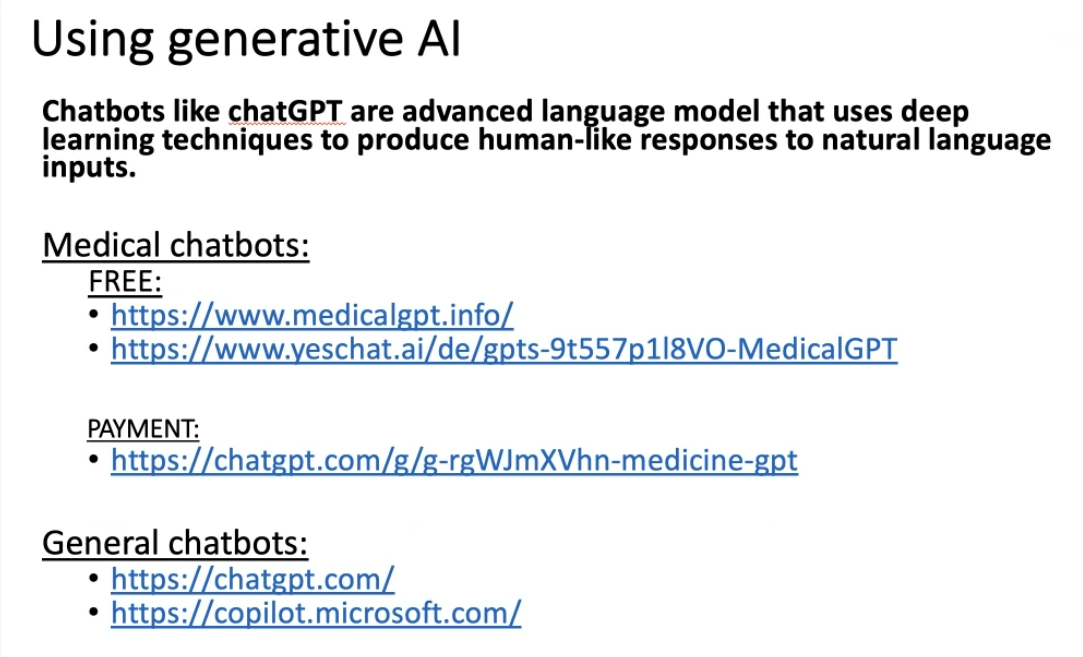 Using generative AI
Chatbots like chatGPT are advanced language model that uses deep
learning techniques to produce human-like responses to natural language
inputs.
Medical chatbots:
FREE:
• https://www.medicalgpt.info/
• https://www.yeschat.ai/de/gpts-9t557p1l8VO-MedicalGPT
PAYMENT:
• https://chatgpt.com/g/g-rgWJmXVhn-medicine-gpt
General chatbots:
• https://chatgpt.com/
• https://copilot.microsoft.com/